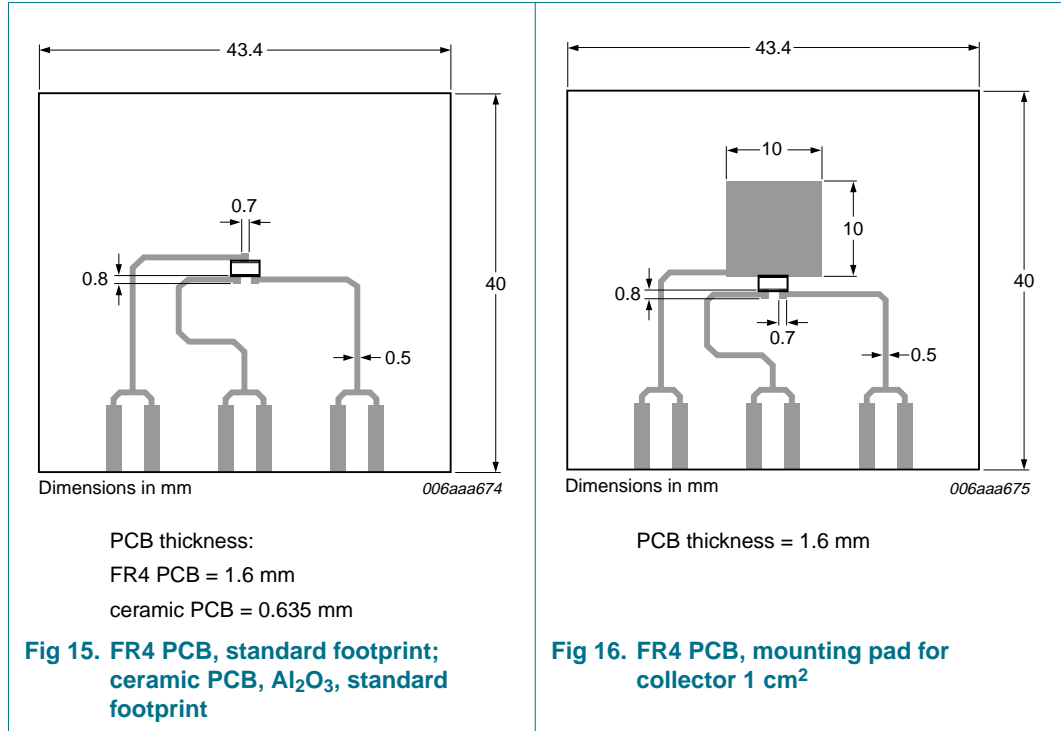 43.4
0.7
0.8
40
0.5
Dimensions in mm
006aaa674
PCB thickness:
FR4 PCB = 1.6 mm
ceramic PCB = 0.635 mm
Fig 15. FR4 PCB, standard footprint;
ceramic PCB, Al2O3, standard
footprint
43.4
10
10
40
0.8
0.7
0.5
Dimensions in mm
006aaa675
PCB thickness = 1.6 mm
Fig 16. FR4 PCB, mounting pad for
collector 1 cm2